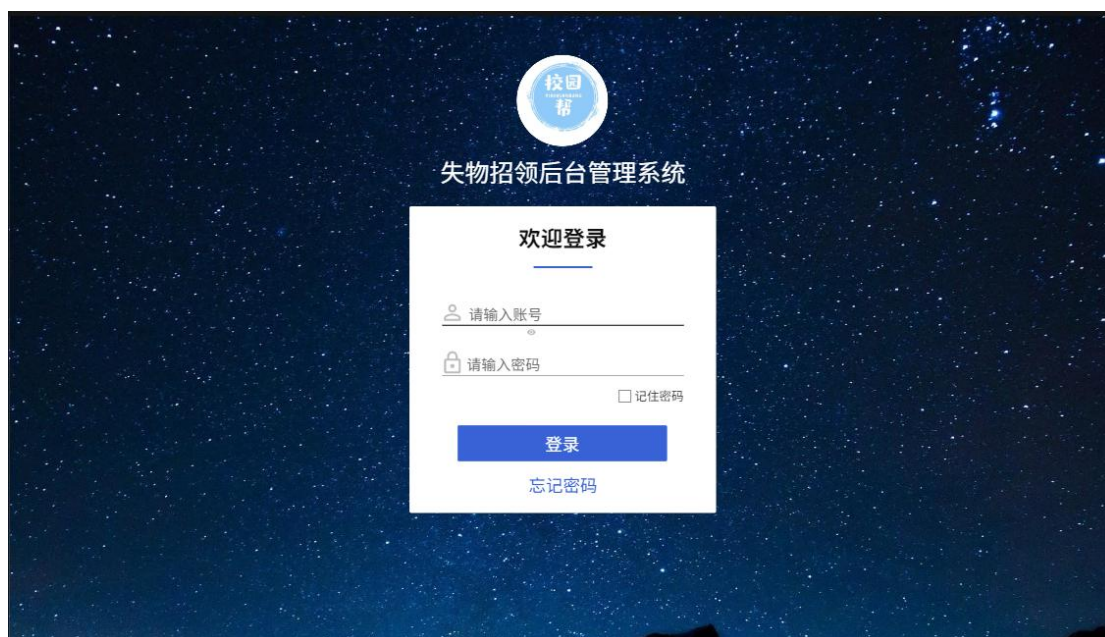 校园
帮
失物招领后台管理系统
欢迎登录
请输入账号
请输入密码
记住密码
登录
忘记密码